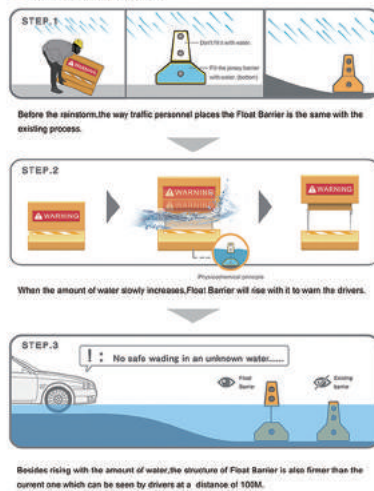 STEP.1
Don't fill it with water.
Fill the jersey barrier
with water. (bottom)
Before the rainstorm,the way traffic personnel places the Float Barrier is the same with the
existing process.
STEP.2
WARNING
WARNING
WARNING
WARNING
Physicochemical principle
When the amount of water slowly increases,Float Barrier will rise with it to warn the drivers.
STEP.3
! : No safe wading in an unknown water......
Float
Barrier
Existing
barrier
Besides rising with the amount of water,the structure of Float Barrier is also firmer than the
current one which can be seen by drivers at a distance of 100M.